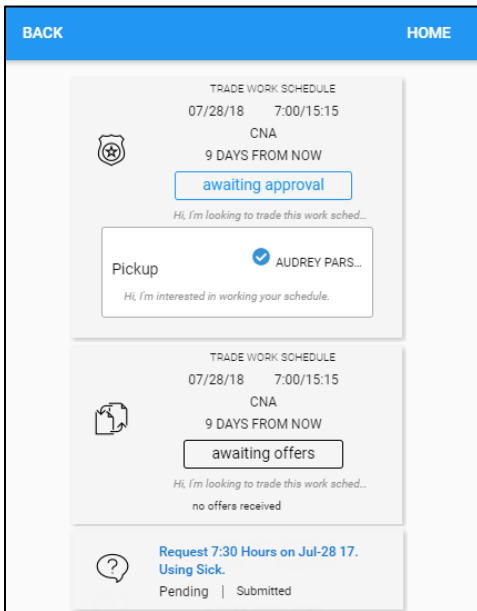 BACK HOME
TRADE WORK SCHEDULE
07/28/18 7:00/15:15
CNA
9 DAYS FROM NOW
awaiting approval
Hi, I'm looking to trade this work sched...
Pickup AUDREY PARS...
Hi, I'm interested in working your schedule.
TRADE WORK SCHEDULE
07/28/18 7:00/15:15
CNA
9 DAYS FROM NOW
awaiting offers
Hi, I'm looking to trade this work sched...
no offers received
Request 7:30 Hours on Jul-28 17.
Using Sick.
Pending | Submitted